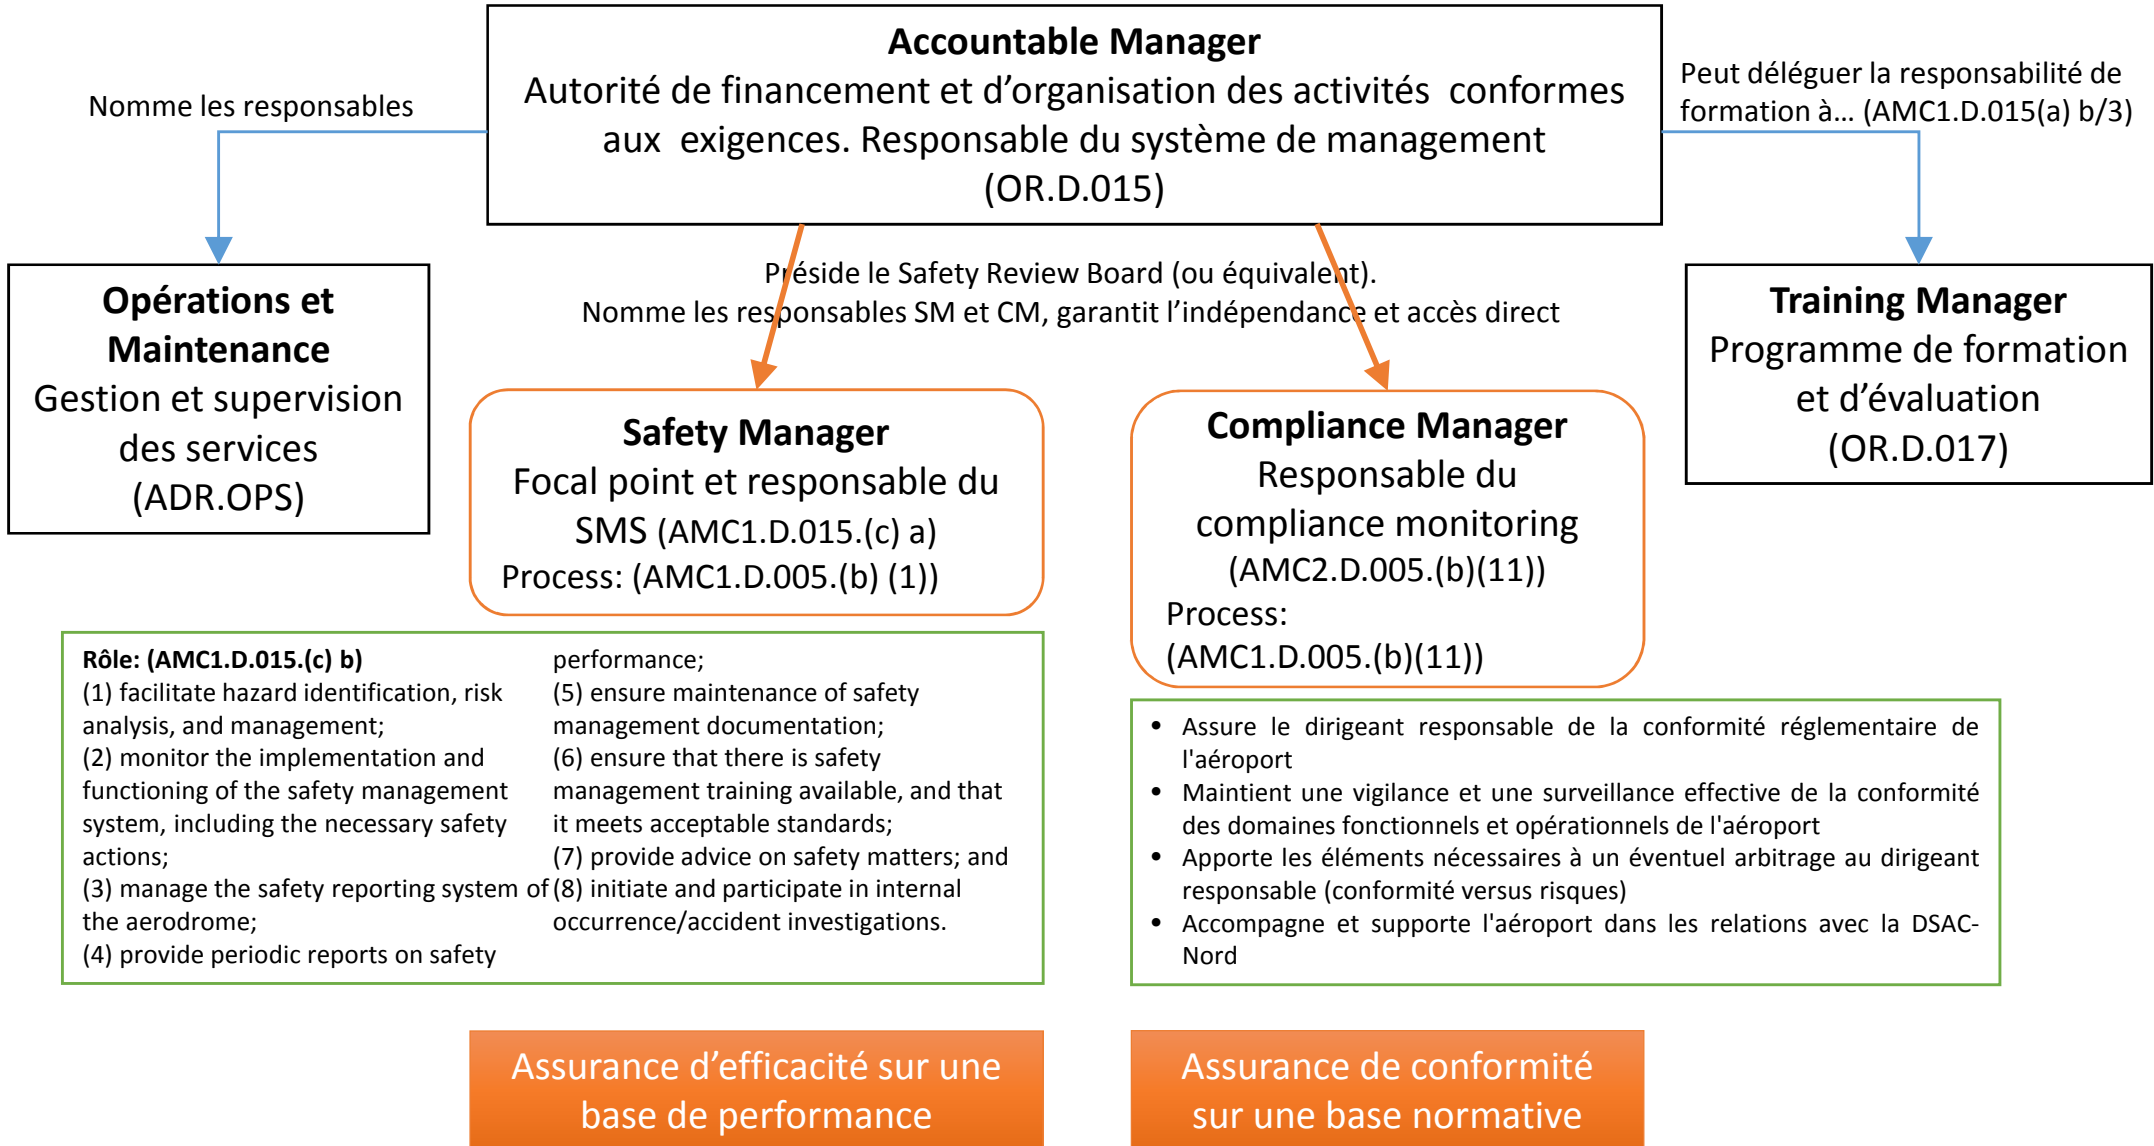 Accountable Manager
Autorité de financement et d’organisation des activités conformes
aux exigences. Responsable du système de management
(OR.D.015)
Nomme les responsables
Peut déléguer la responsabilité de
formation à... (AMC1.D.015(a) b/3)
Préside le Safety Review Board (ou équivalent).
Nomme les responsables SM et CM, garantit l’indépendance et accès direct
Opérations et
Maintenance
Gestion et supervision
des services
(ADR.OPS)
Safety Manager
Focal point et responsable du
SMS (AMC1.D.015.(c) a)
Process: (AMC1.D.005.(b) (1))
Compliance Manager
Responsable du
compliance monitoring
(AMC2.D.005.(b)(11))
Process:
(AMC1.D.005.(b)(11))
Training Manager
Programme de formation
et d’évaluation
(OR.D.017)
Rôle: (AMC1.D.015.(c) b)
(1) facilitate hazard identification, risk
analysis, and management;
(2) monitor the implementation and
functioning of the safety management
system, including the necessary safety
actions;
(3) manage the safety reporting system of
the aerodrome;
(4) provide periodic reports on safety
performance;
(5) ensure maintenance of safety
management documentation;
(6) ensure that there is safety
management training available, and that
it meets acceptable standards;
(7) provide advice on safety matters; and
(8) initiate and participate in internal
occurrence/accident investigations.
• Assure le dirigeant responsable de la conformité réglementaire de
l'aéroport
• Maintient une vigilance et une surveillance effective de la conformité
des domaines fonctionnels et opérationnels de l'aéroport
• Apporte les éléments nécessaires à un éventuel arbitrage au dirigeant
responsable (conformité versus risques)
• Accompagne et supporte l'aéroport dans les relations avec la DSAC-
Nord
Assurance d’efficacité sur une
base de performance
Assurance de conformité
sur une base normative